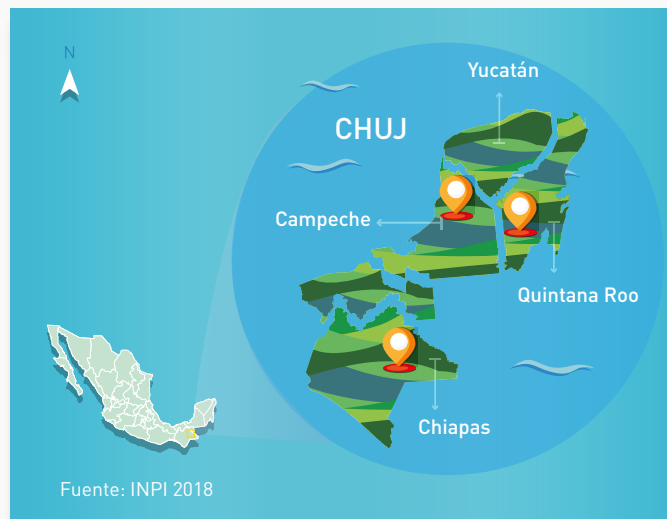 N
Yucatán
CHUJ
Campeche
Quintana Roo
Chiapas
Fuente: INPI 2018